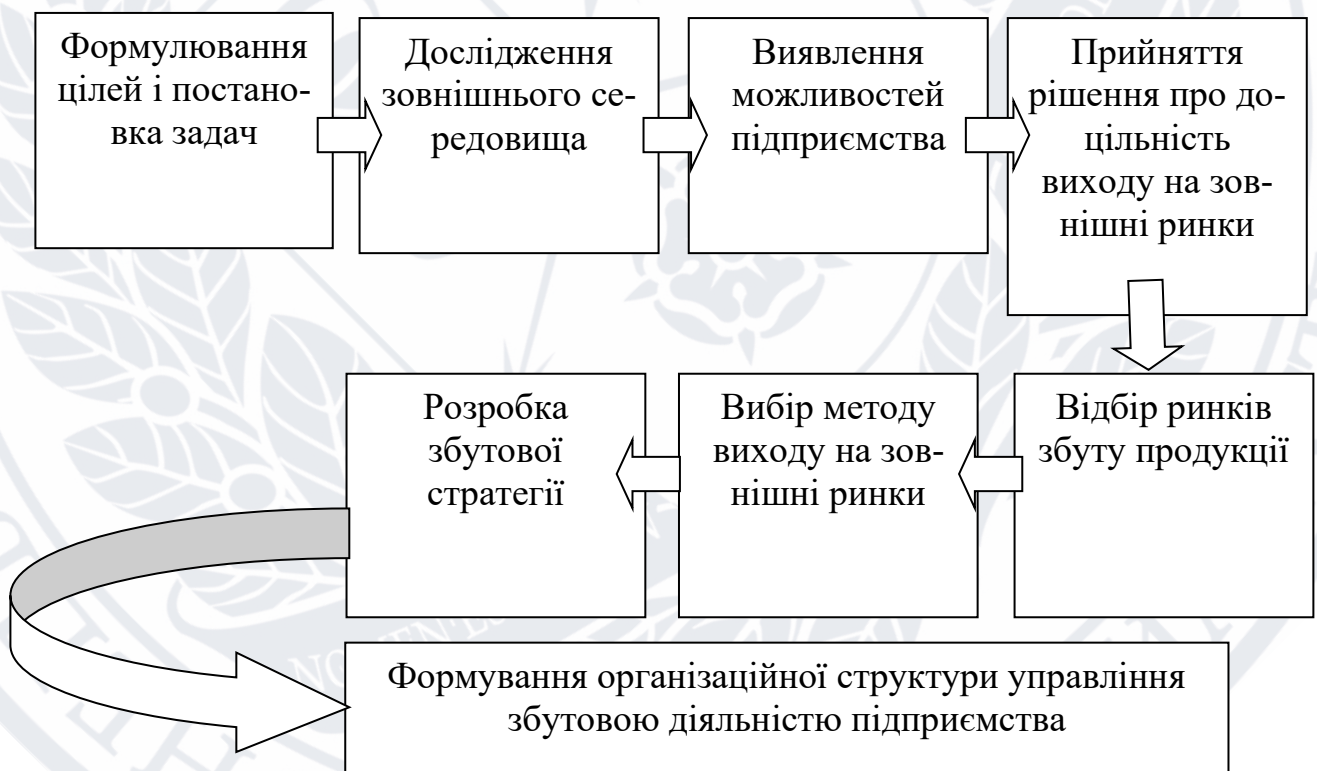 Формулювання
цілей і постано-
вка задач
Дослідження
зовнішнього се-
редовища
Виявлення
можливостей
підприємства
Прийняття
рішення про до-
цільність
виходу на зов-
нішні ринки
Відбір ринків
збуту продукції
Вибір методу
виходу на зов-
нішні ринки
Розробка
збутової
стратегії
Формування організаційної структури управління
збутовою діяльністю підприємства